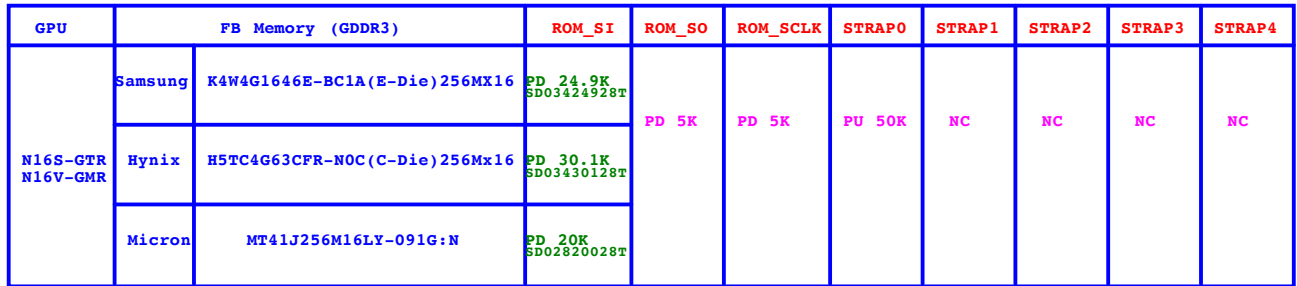 GPU FB Memory (GDDR3) ROM_SI ROM_SO ROM_SCLK STRAP0 STRAP1 STRAP2 STRAP3 STRAP4
Samsung K4W4G1646E-BC1A(E-Die)256MX16 PD 24.9K
SD03424928T
PD 5K PD 5K PU 50K NC NC NC NC
N16S-GTR Hynix H5TC4G63CFR-N0C(C-Die)256Mx16 PD 30.1K
N16V-GMR SD03430128T
Micron MT41J256M16LY-091G:N PD 20K
SD02820028T